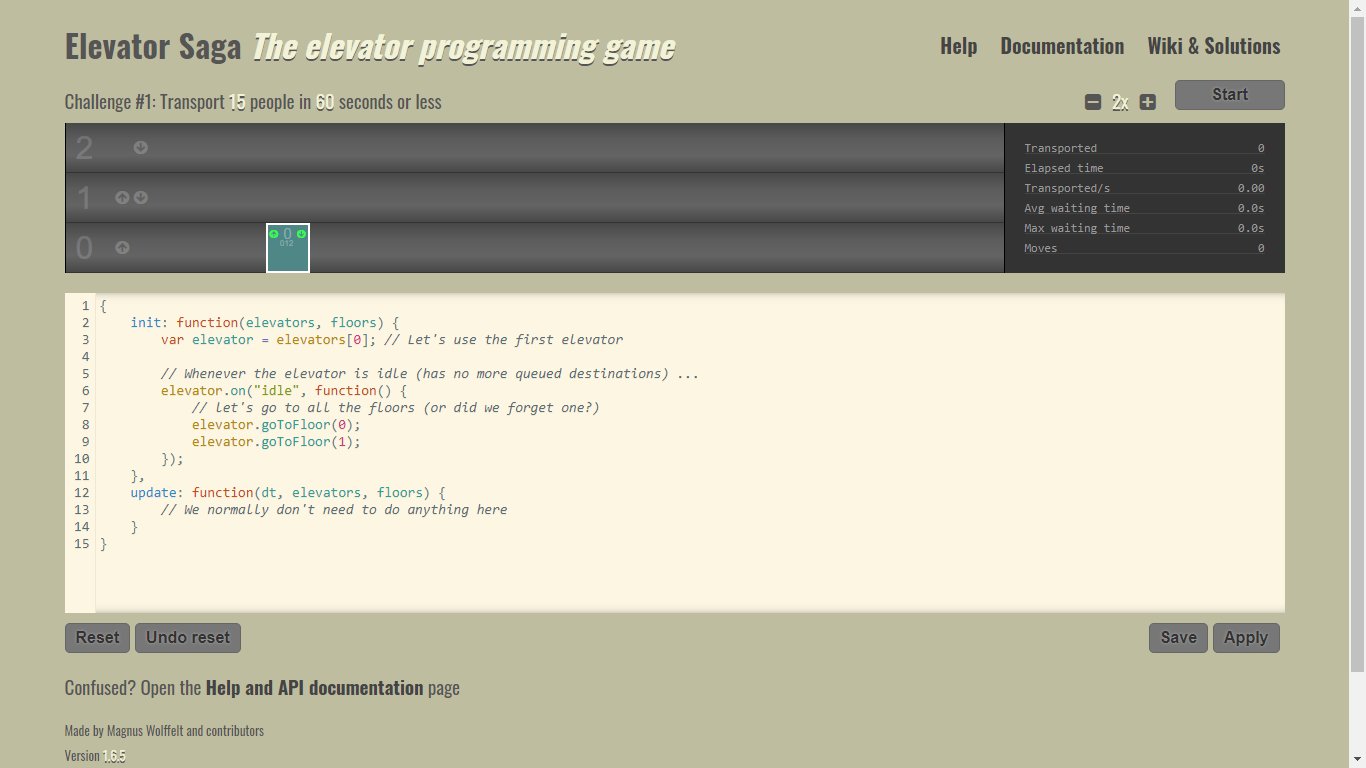 Elevator Saga The elevator programming game
Help Documentation Wiki & Solutions
Challenge #1: Transport 15 people in 60 seconds or less
2x
Start
2
1
0
0
012
Transported 0
Elapsed time 0s
Transported/s 0.00
Avg waiting time 0.0s
Max waiting time 0.0s
Moves 0
1 {
2     init: function(elevators, floors) {
3         var elevator = elevators[0]; // Let's use the first elevator
4
5         // Whenever the elevator is idle (has no more queued destinations) ...
6         elevator.on("idle", function() {
7             // let's go to all the floors (or did we forget one?)
8             elevator.goToFloor(0);
9             elevator.goToFloor(1);
10         });
11     },
12     update: function(dt, elevators, floors) {
13         // We normally don't need to do anything here
14     }
15 }
Reset Undo reset Save Apply
Confused? Open the Help and API documentation page
Made by Magnus Wolffelt and contributors
Version 1.6.5